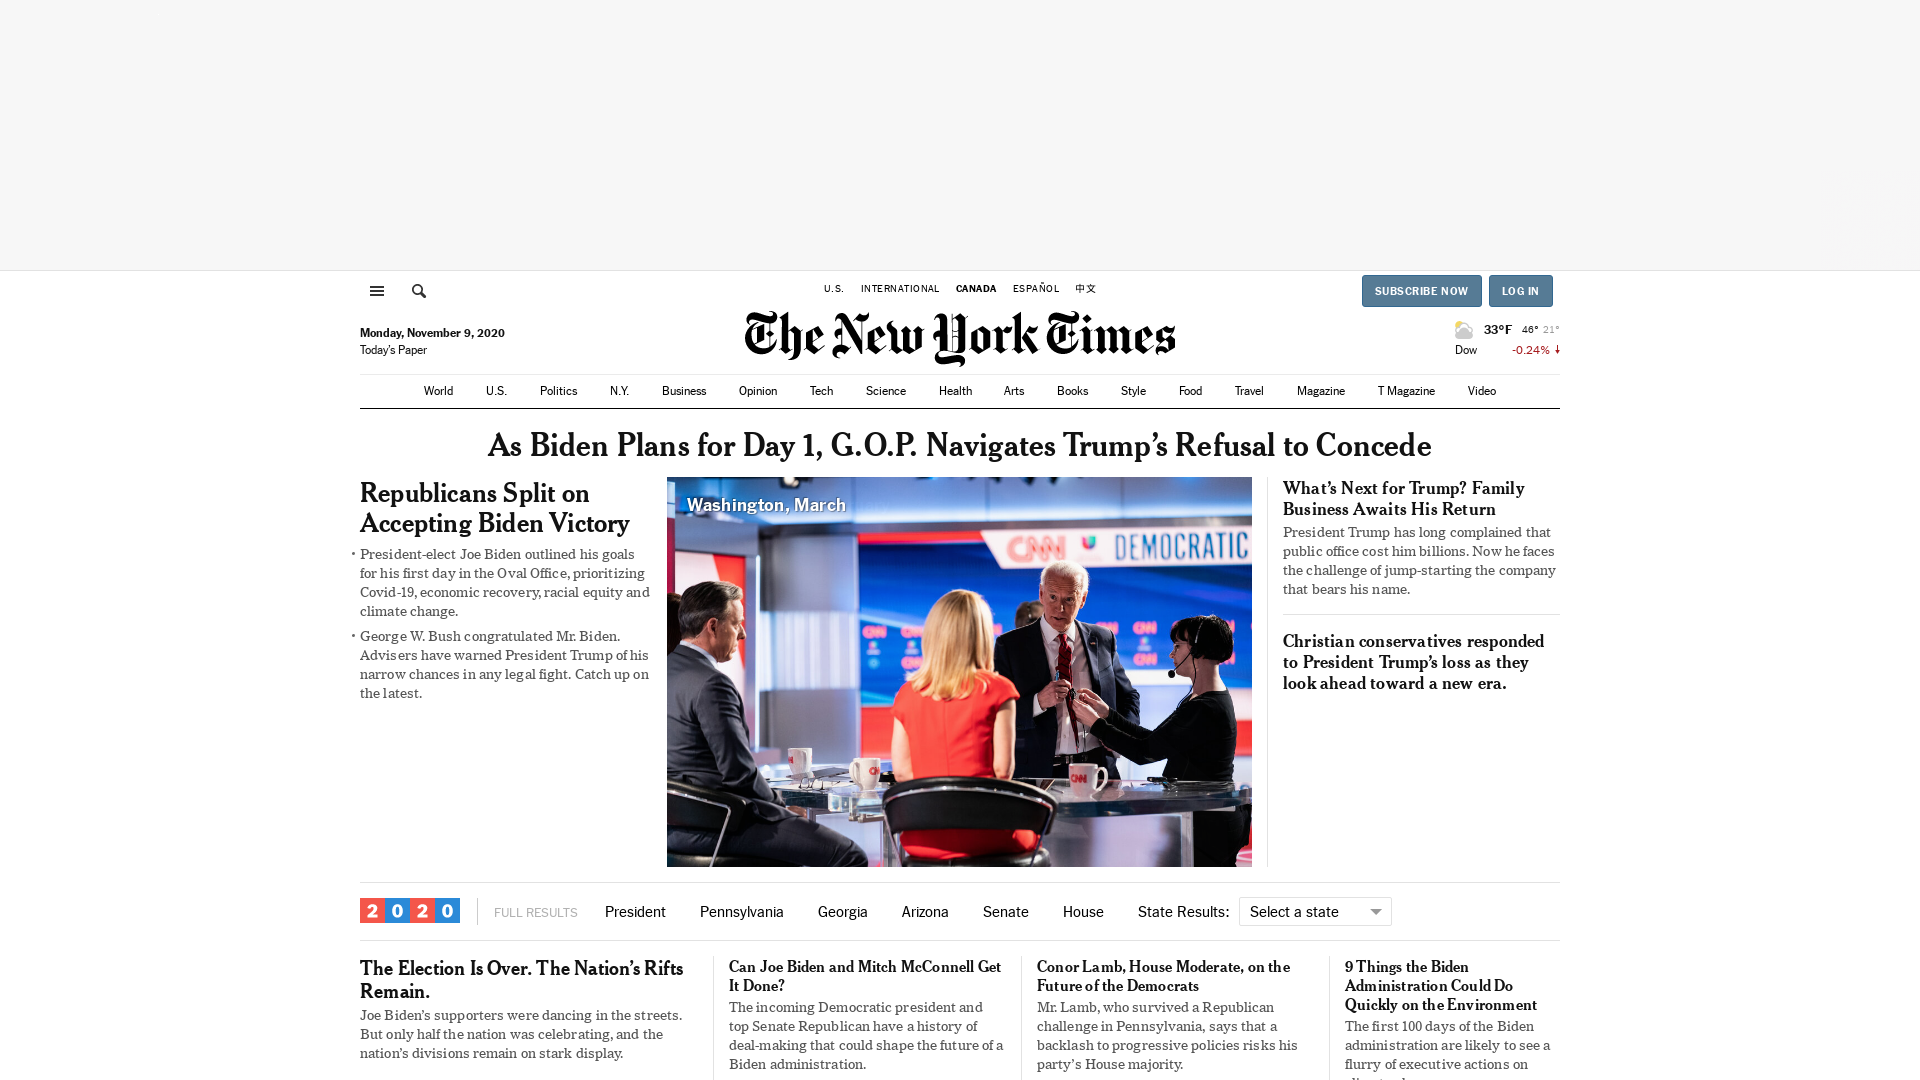 U.S. INTERNATIONAL CANADA ESPAÑOL 中文
SUBSCRIBE NOW LOG IN
Monday, November 9, 2020
Today's Paper
The New York Times
33°F 46° 21°
Dow -0.24%
World U.S. Politics N.Y. Business Opinion Tech Science Health Arts Books Style Food Travel Magazine T Magazine Video
As Biden Plans for Day 1, G.O.P. Navigates Trump's Refusal to Concede
Republicans Split on
Accepting Biden Victory
• President-elect Joe Biden outlined his goals
for his first day in the Oval Office, prioritizing
Covid-19, economic recovery, racial equity and
climate change.
• George W. Bush congratulated Mr. Biden.
Advisers have warned President Trump of his
narrow chances in any legal fight. Catch up on
the latest.
Washington, March
CNN DEMOCRATIC
CNN
CNN
CNN
CNN
What's Next for Trump? Family
Business Awaits His Return
President Trump has long complained that
public office cost him billions. Now he faces
the challenge of jump-starting the company
that bears his name.
Christian conservatives responded
to President Trump's loss as they
look ahead toward a new era.
2020 FULL RESULTS President Pennsylvania Georgia Arizona Senate House State Results: Select a state
The Election Is Over. The Nation's Rifts
Remain.
Joe Biden's supporters were dancing in the streets.
But only half the nation was celebrating, and the
nation's divisions remain on stark display.
Can Joe Biden and Mitch McConnell Get
It Done?
The incoming Democratic president and
top Senate Republican have a history of
deal-making that could shape the future of a
Biden administration.
Conor Lamb, House Moderate, on the
Future of the Democrats
Mr. Lamb, who survived a Republican
challenge in Pennsylvania, says that a
backlash to progressive policies risks his
party's House majority.
9 Things the Biden
Administration Could Do
Quickly on the Environment
The first 100 days of the Biden
administration are likely to see a
flurry of executive actions on